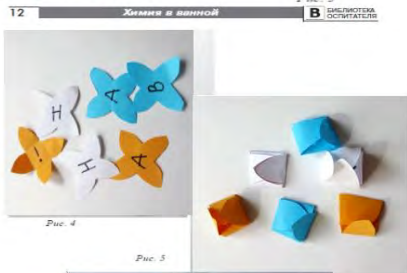 12
Химия в ванной
В БИБЛИОТЕКА
ВОСПИТАТЕЛЯ
И
А
В
!
Н
А
Рис. 4
Рис. 5